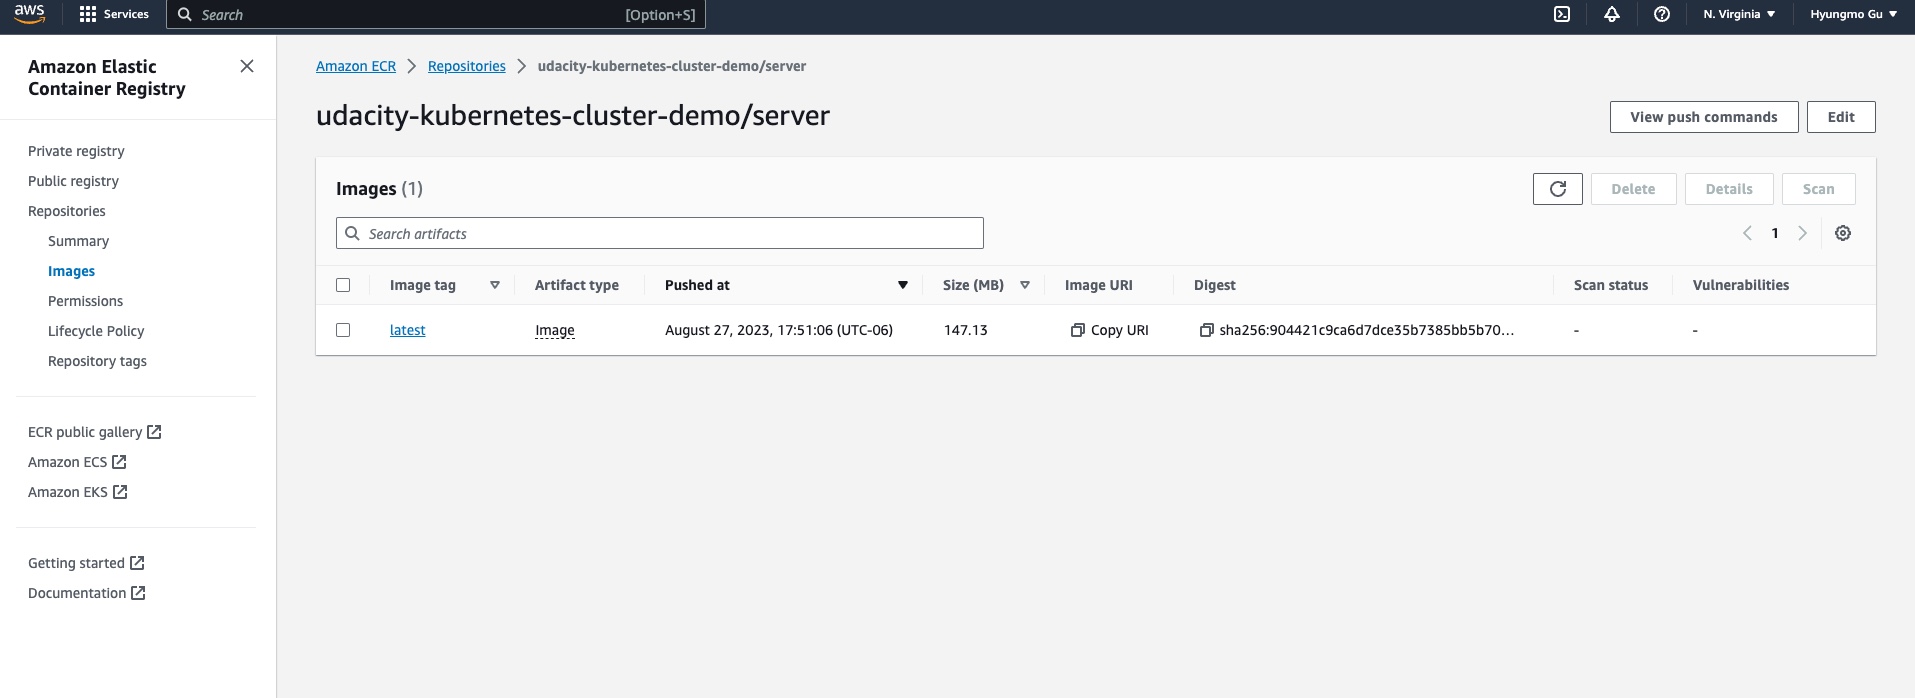 aws
Services
Search [Option+S]
N. Virginia
Hyungmo Gu
Amazon Elastic
Container Registry
Private registry
Public registry
Repositories
Summary
Images
Permissions
Lifecycle Policy
Repository tags
ECR public gallery
Amazon ECS
Amazon EKS
Getting started
Documentation
Amazon ECR > Repositories > udacity-kubernetes-cluster-demo/server
udacity-kubernetes-cluster-demo/server
View push commands
Edit
Images (1)
Delete
Details
Scan
Search artifacts
1
Image tag Artifact type Pushed at Size (MB) Image URI Digest Scan status Vulnerabilities
latest Image August 27, 2023, 17:51:06 (UTC-06) 147.13 Copy URI sha256:904421c9ca6d7dce35b7385bb5b70... - -